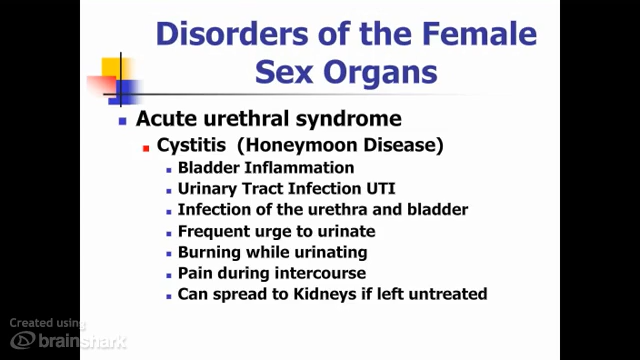 Disorders of the Female
Sex Organs
Acute urethral syndrome
Cystitis (Honeymoon Disease)
Bladder Inflammation
Urinary Tract Infection UTI
Infection of the urethra and bladder
Frequent urge to urinate
Burning while urinating
Pain during intercourse
Can spread to Kidneys if left untreated
Created using
brainshark